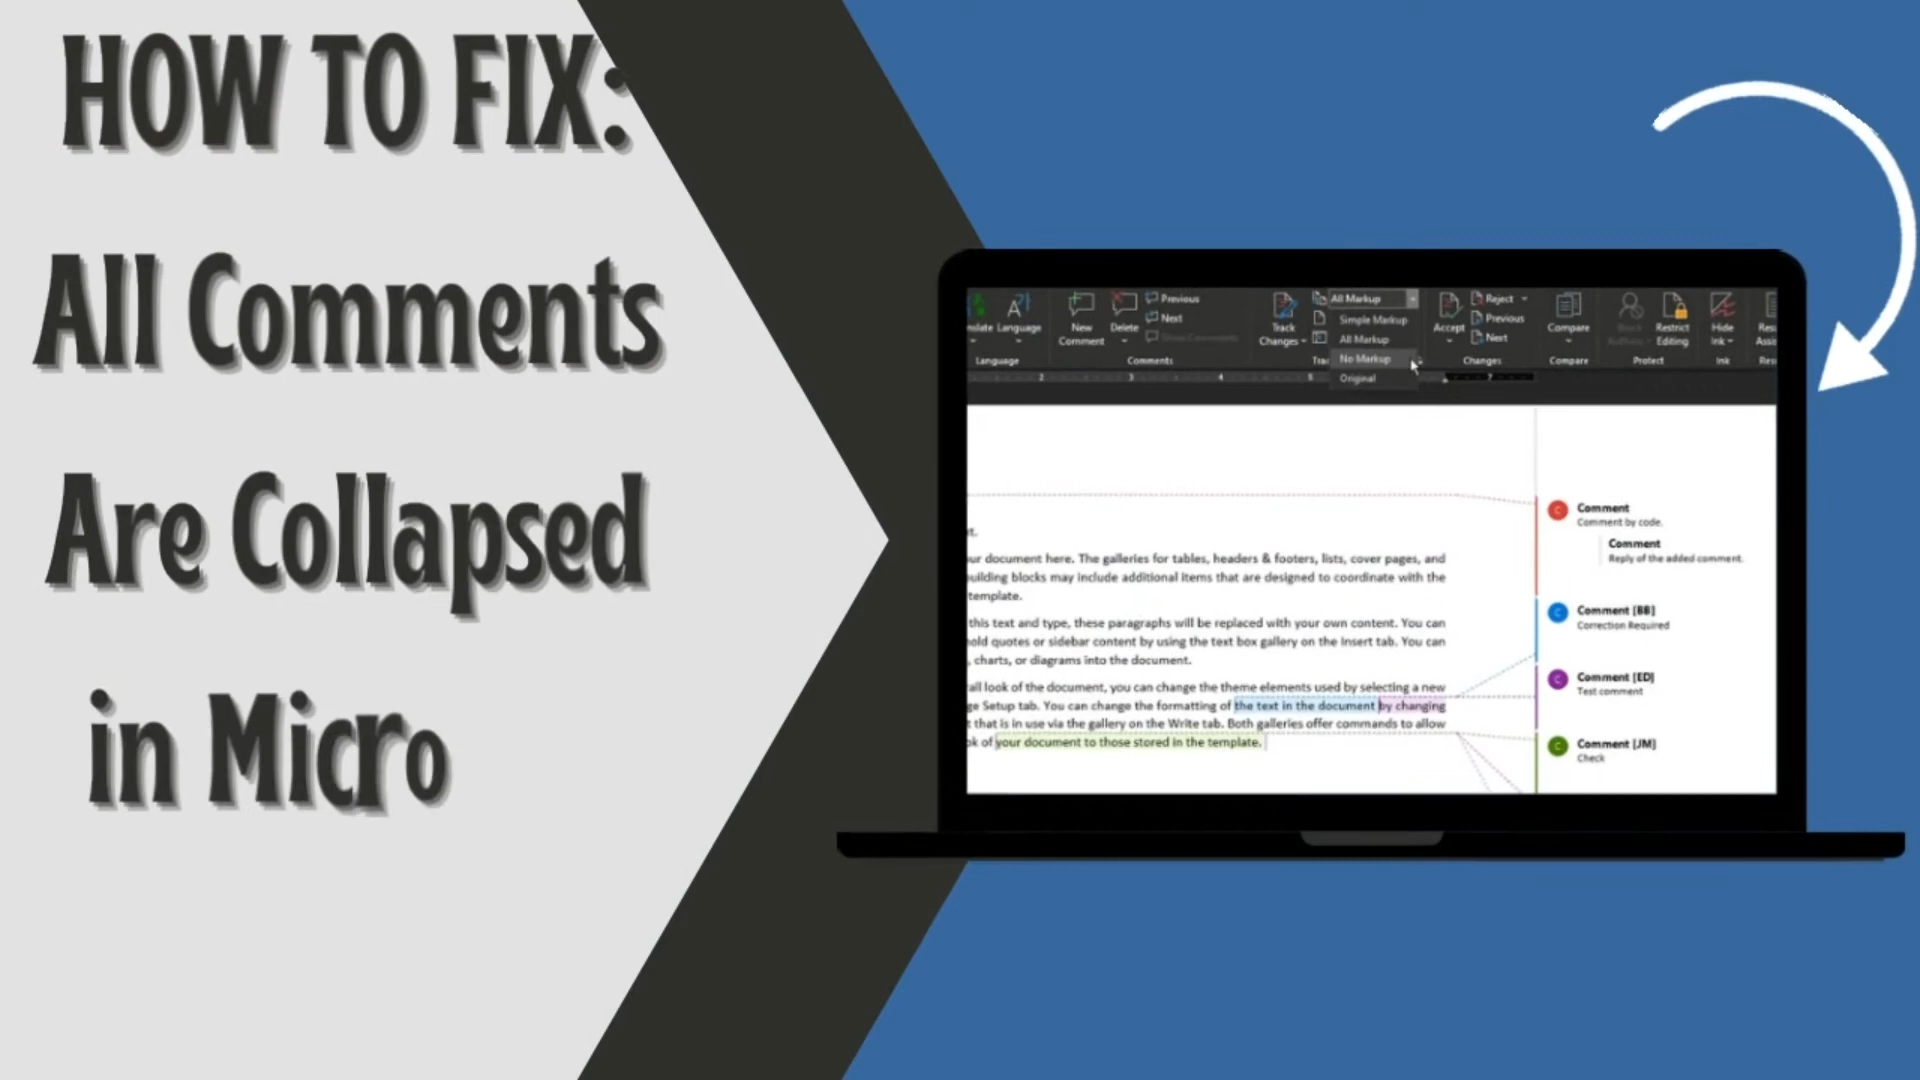 HOW TO FIX:
All Comments
Are Collapsed
in Micro
Language
New
Comment
Delete
Previous
Next
Show Comments
Comments
Track
Changes
All Markup
Simple Markup
All Markup
No Markup
Original
Accept
Reject
Previous
Next
Changes
Compare
Compare
Restrict
Editing
Protect
Hide
Ink
Ink
Language
2
3
4
5
7
ur document here. The galleries for tables, headers & footers, lists, cover pages, and
uilding blocks may include additional items that are designed to coordinate with the
template.
this text and type, these paragraphs will be replaced with your own content. You can
old quotes or sidebar content by using the text box gallery on the Insert tab. You can
, charts, or diagrams into the document.
all look of the document, you can change the theme elements used by selecting a new
ge Setup tab. You can change the formatting of the text in the document by changing
t that is in use via the gallery on the Write tab. Both galleries offer commands to allow
ok of your document to those stored in the template.
Comment
Comment by code.
Comment
Reply of the added comment.
Comment [BB]
Correction Required
Comment [ED]
Test comment
Comment [JM]
Check